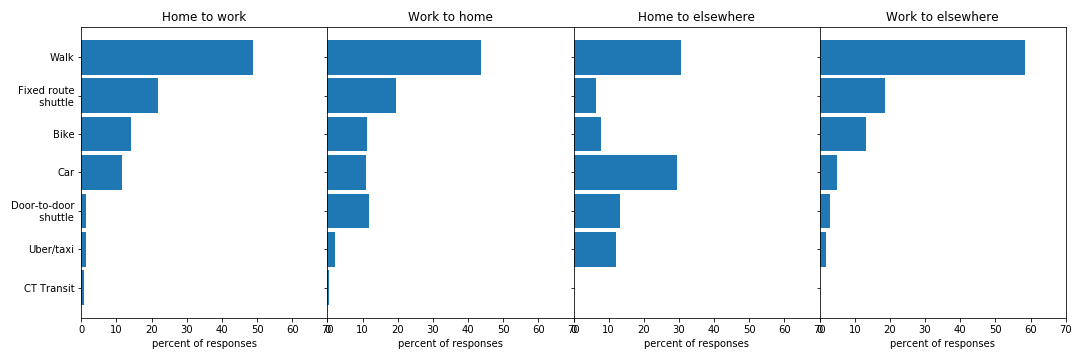 Home to work
Work to home
Home to elsewhere
Work to elsewhere
Walk
Fixed route
shuttle
Bike
Car
Door-to-door
shuttle
Uber/taxi
CT Transit
0 10 20 30 40 50 60 70
0 10 20 30 40 50 60 70
0 10 20 30 40 50 60 70
0 10 20 30 40 50 60 70
percent of responses
percent of responses
percent of responses
percent of responses